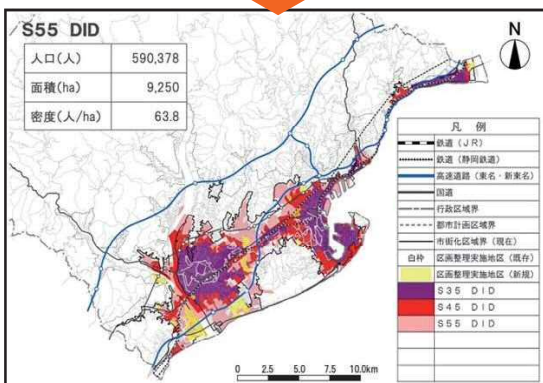 S55 DID
人口(人) 590,378
面積(ha) 9,250
密度(人/ha) 63.8
N
凡 例
鉄道(JR)
鉄道(静岡鉄道)
高速道路(東名・新東名)
国道
行政区域界
都市計画区域界
市街化区域界(現在)
白枠 区画整理実施地区(既存)
区画整理実施地区(新規)
S35 DID
S45 DID
S55 DID
0 2.5 5.0 7.5 10.0km